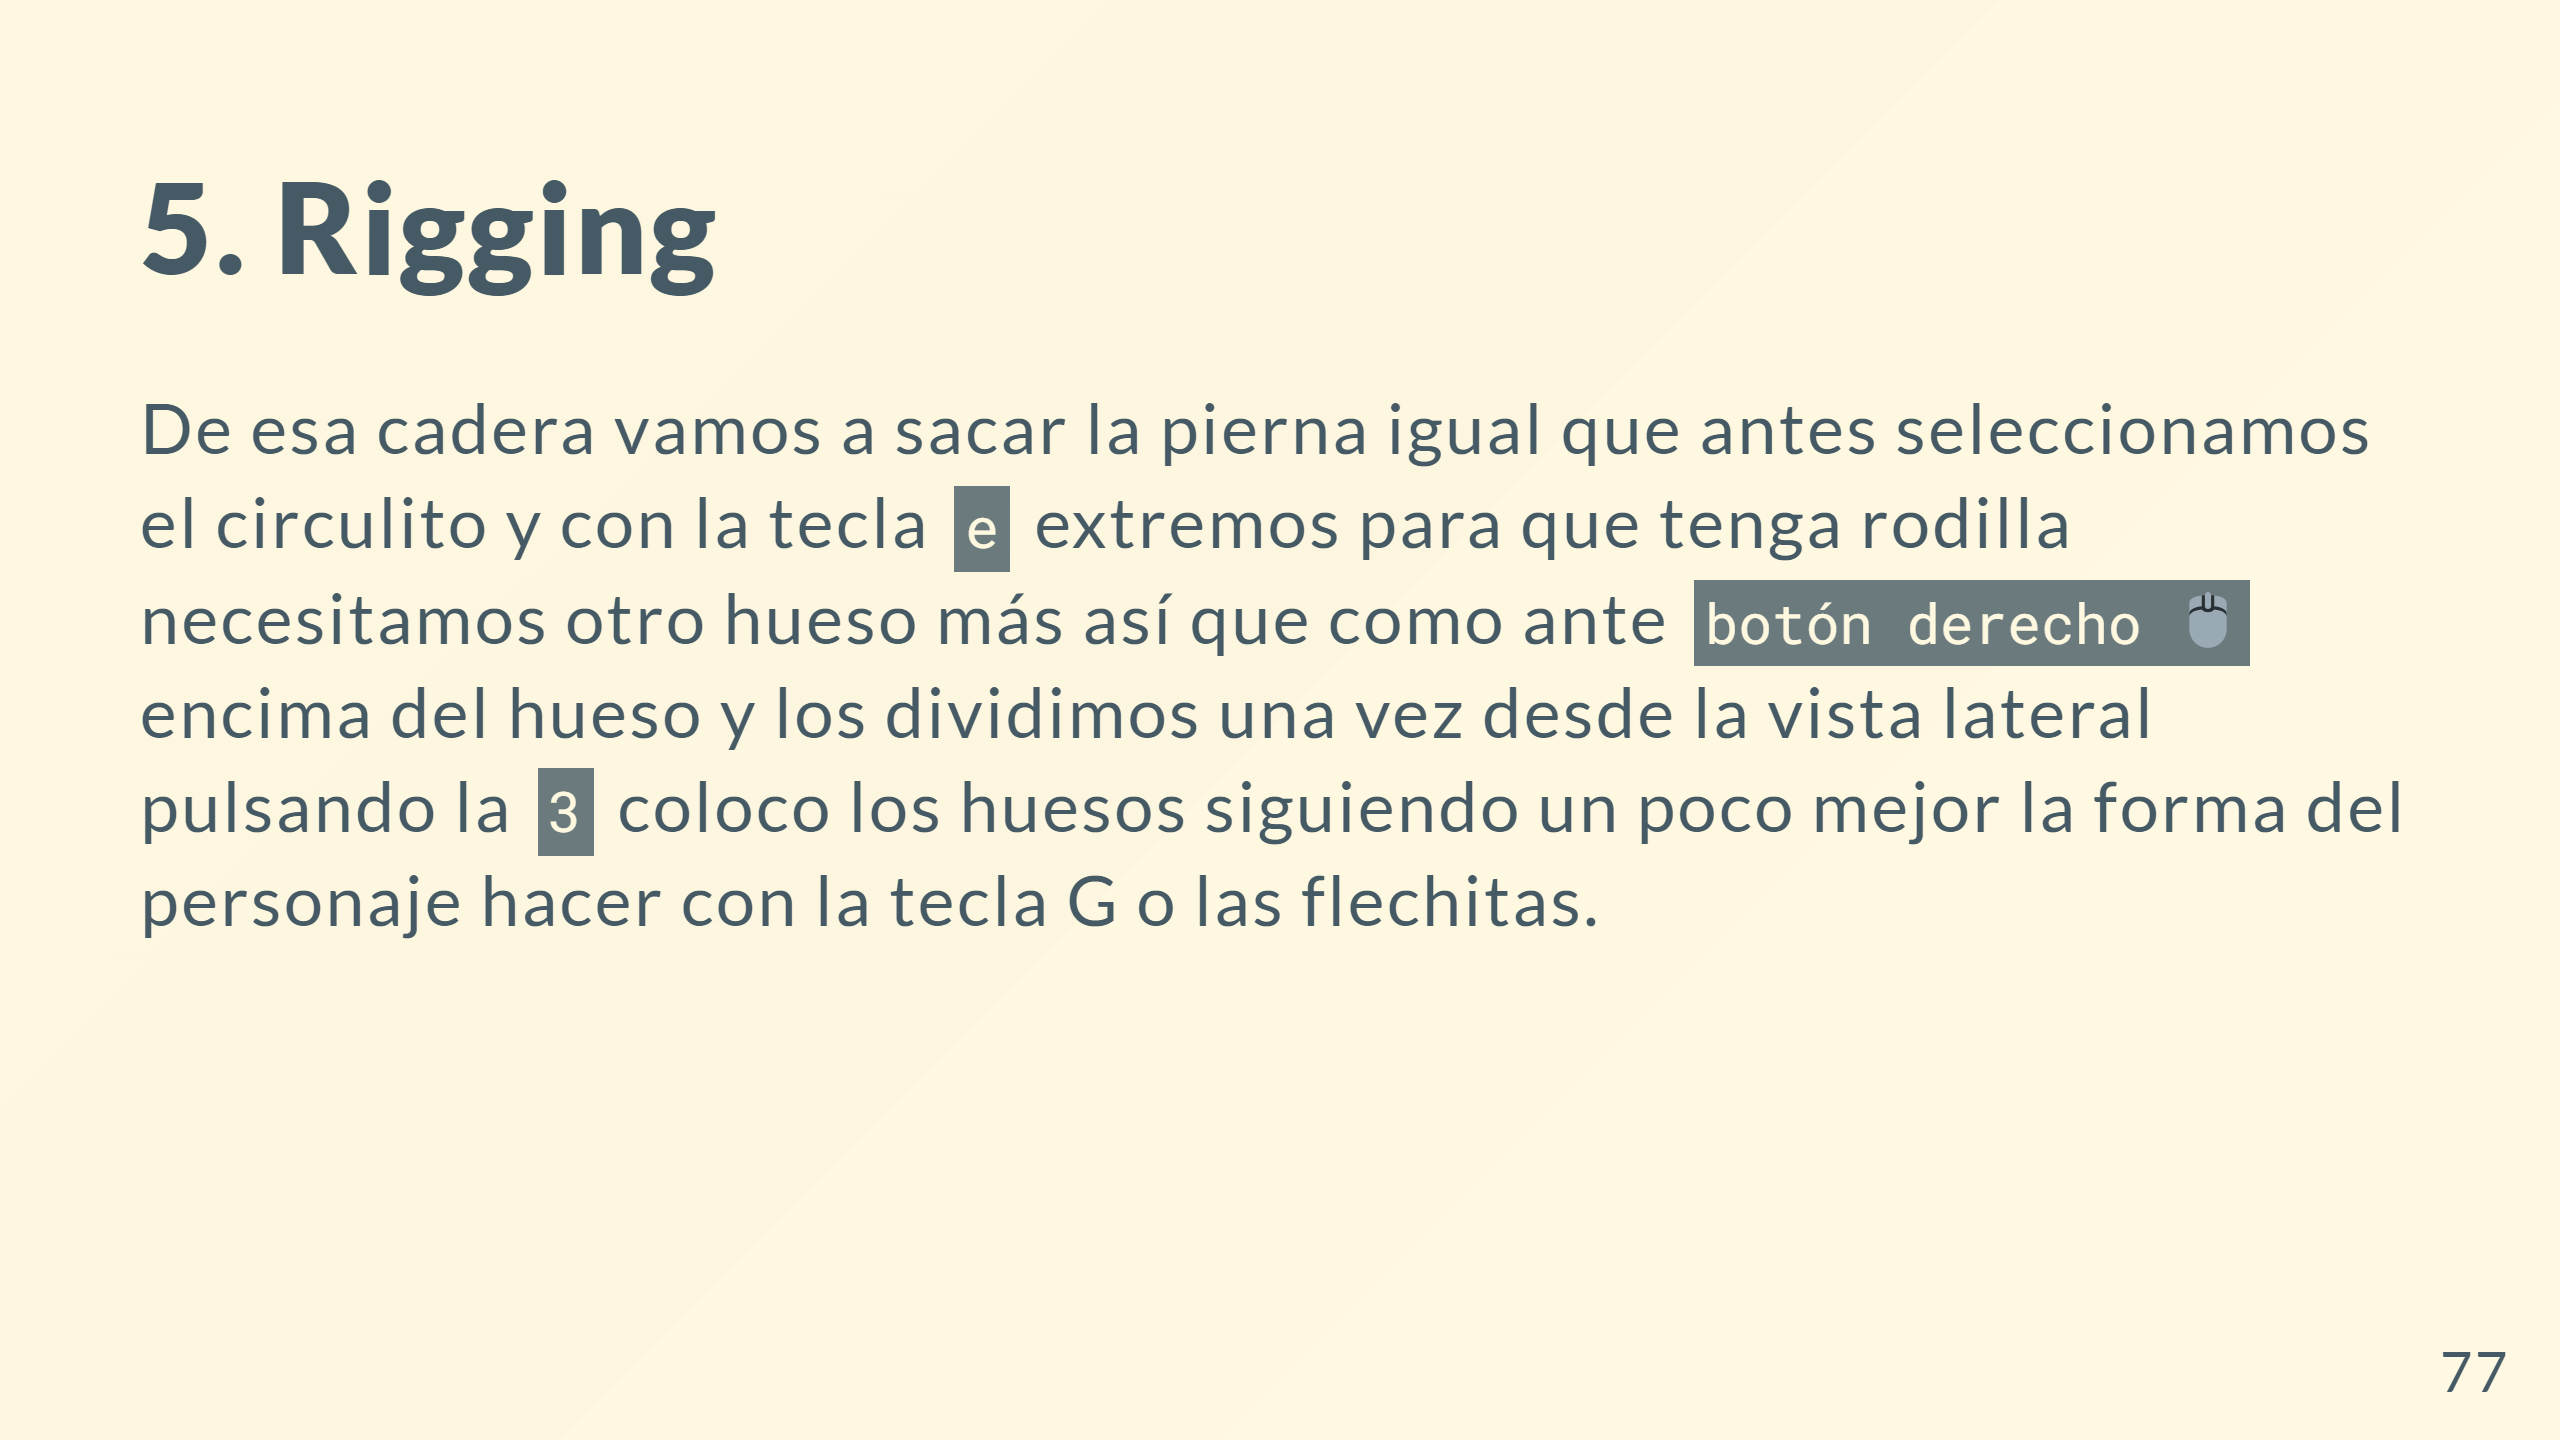 5. Rigging
De esa cadera vamos a sacar la pierna igual que antes seleccionamos
el circulito y con la tecla e extremos para que tenga rodilla
necesitamos otro hueso más así que como ante botón derecho 🖱
encima del hueso y los dividimos una vez desde la vista lateral
pulsando la 3 coloco los huesos siguiendo un poco mejor la forma del
personaje hacer con la tecla G o las flechitas.
77